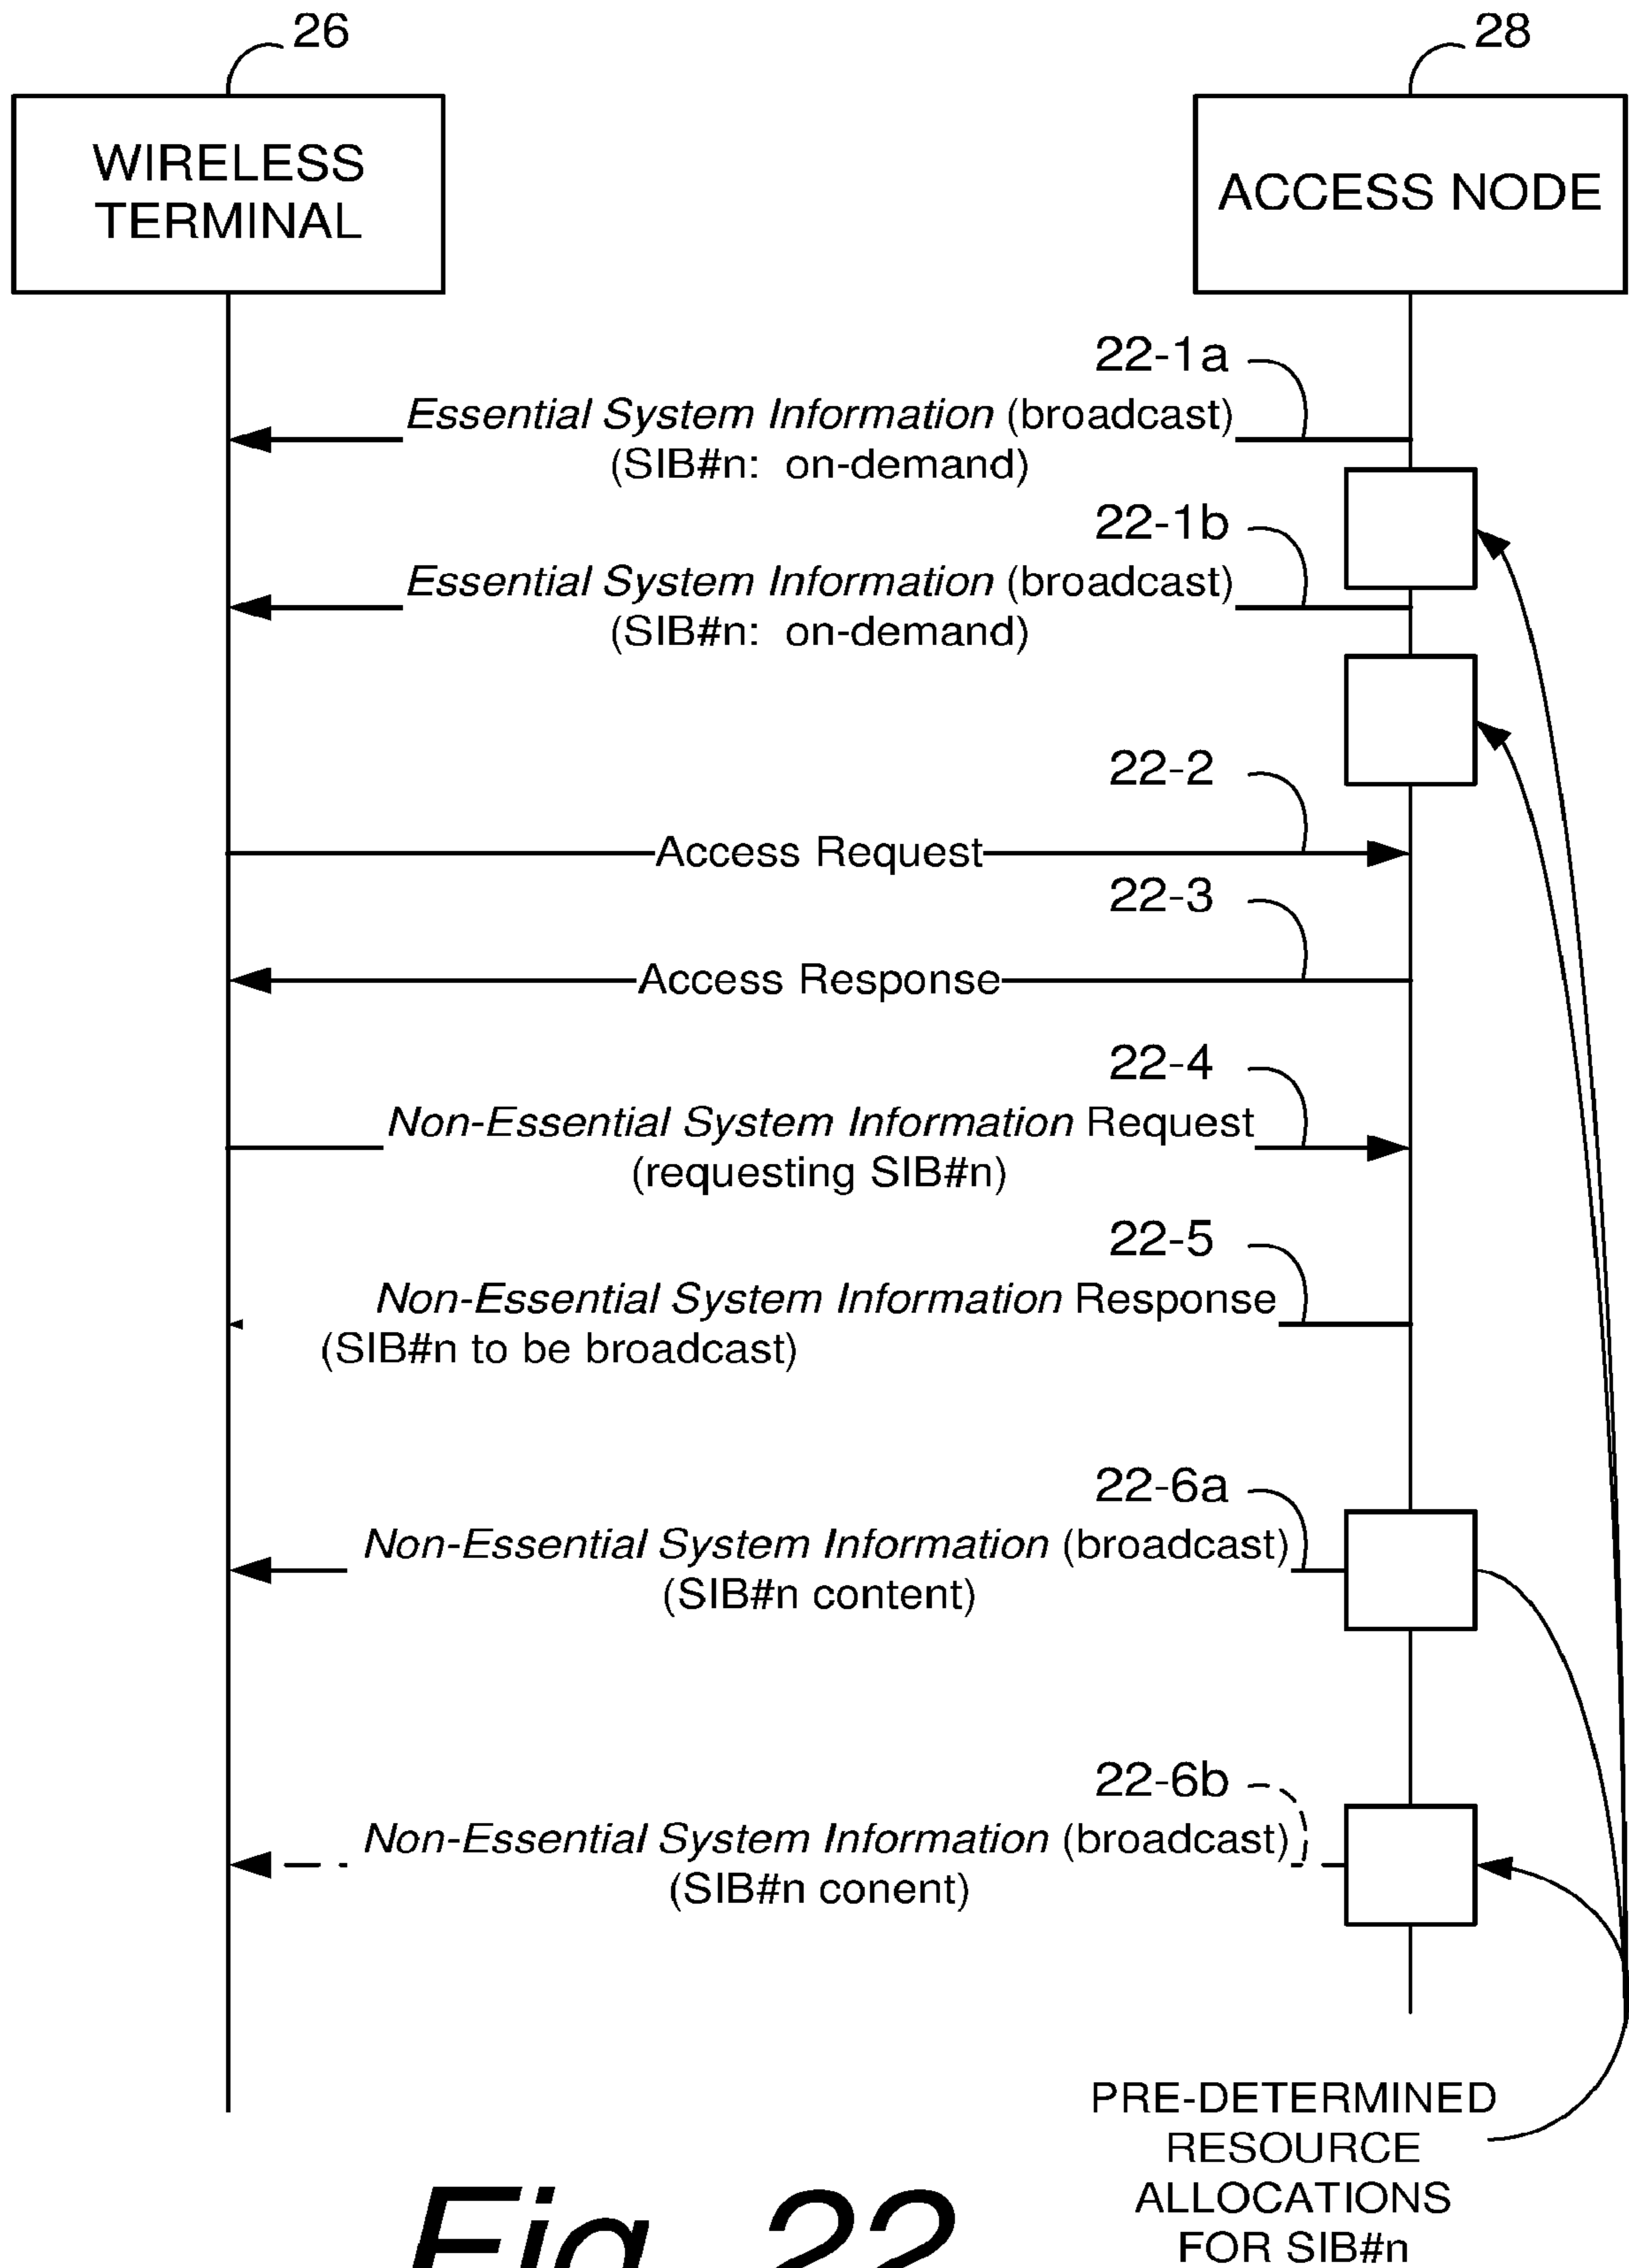 26
28
WIRELESS
TERMINAL
ACCESS NODE
22-1a
Essential System Information (broadcast)
(SIB#n: on-demand)
22-1b
Essential System Information (broadcast)
(SIB#n: on-demand)
22-2
Access Request
22-3
Access Response
22-4
Non-Essential System Information Request
(requesting SIB#n)
22-5
Non-Essential System Information Response
(SIB#n to be broadcast)
22-6a
Non-Essential System Information (broadcast)
(SIB#n content)
22-6b
Non-Essential System Information (broadcast)
(SIB#n conent)
PRE-DETERMINED
RESOURCE
ALLOCATIONS
FOR SIB#n
Fig. 22